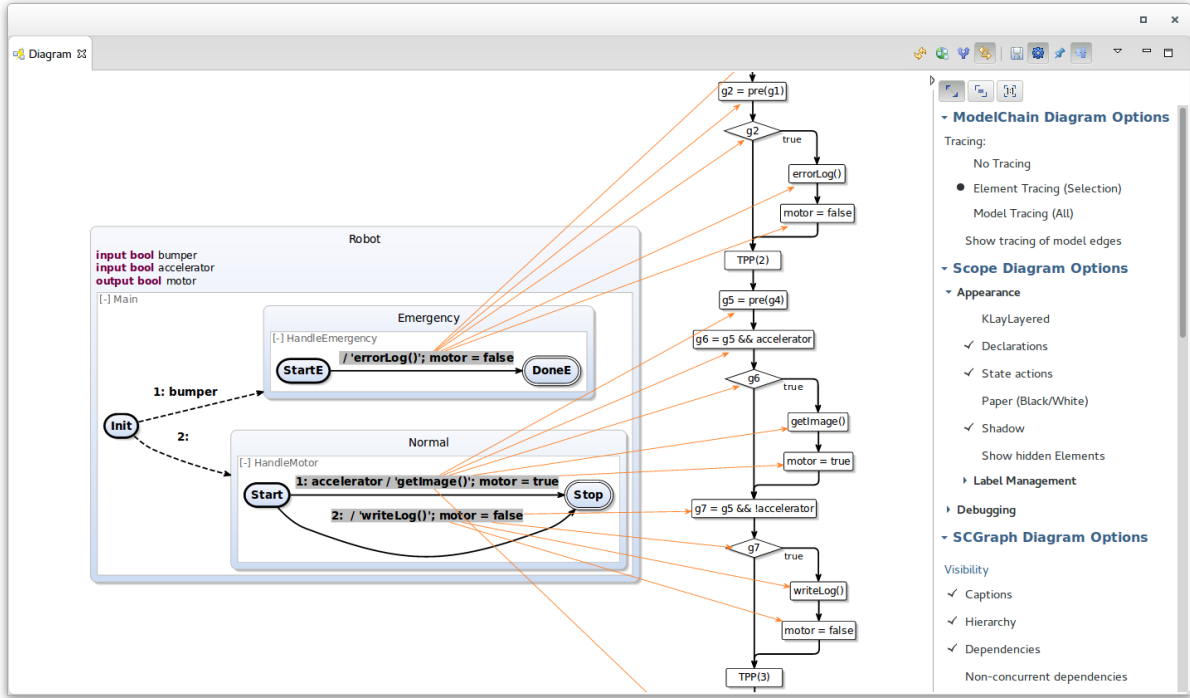 Diagram
Robot
input bool bumper
input bool accelerator
output bool motor
[-] Main
Emergency
[-] HandleEmergency
/ 'errorLog()'; motor = false
StartE
DoneE
1: bumper
Init
2:
Normal
[-] HandleMotor
1: accelerator / 'getImage()'; motor = true
Start
Stop
2: / 'writeLog()'; motor = false
g2 = pre(g1)
g2
true
errorLog()
motor = false
TPP(2)
g5 = pre(g4)
g6 = g5 && accelerator
g6
true
getImage()
motor = true
g7 = g5 && !accelerator
g7
true
writeLog()
motor = false
TPP(3)
ModelChain Diagram Options
Tracing:
No Tracing
Element Tracing (Selection)
Model Tracing (All)
Show tracing of model edges
Scope Diagram Options
Appearance
KLayLayered
Declarations
State actions
Paper (Black/White)
Shadow
Show hidden Elements
Label Management
Debugging
SCGraph Diagram Options
Visibility
Captions
Hierarchy
Dependencies
Non-concurrent dependencies